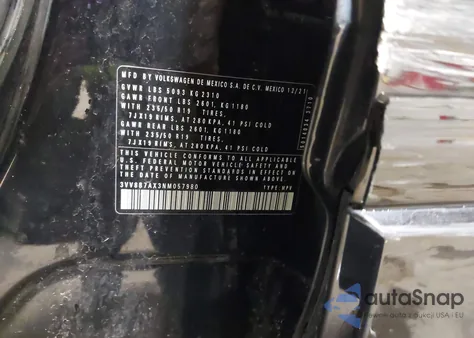 MFD BY VOLKSWAGEN DE MEXICO S.A. DE C.V. MEXICO 12/21
GVWR LBS 5093 KG 2310
GAWR FRONT LBS 2601, KG 1180
WITH 235/50 R19 TIRES,
7JX19 RIMS, AT 280 KPA, 41 PSI COLD
GAWR REAR LBS 2601, KG 1180
WITH 235/50 R19 TIRES,
7JX19 RIMS, AT 280 KPA, 41 PSI COLD
THIS VEHICLE CONFORMS TO ALL APPLICABLE
U.S. FEDERAL MOTOR VEHICLE SAFETY AND
THEFT PREVENTION STANDARDS IN EFFECT ON
THE DATE OF MANUFACTURE SHOWN ABOVE.
3VV8B7AX3NM057980 TYPE: MPV
autoSnap